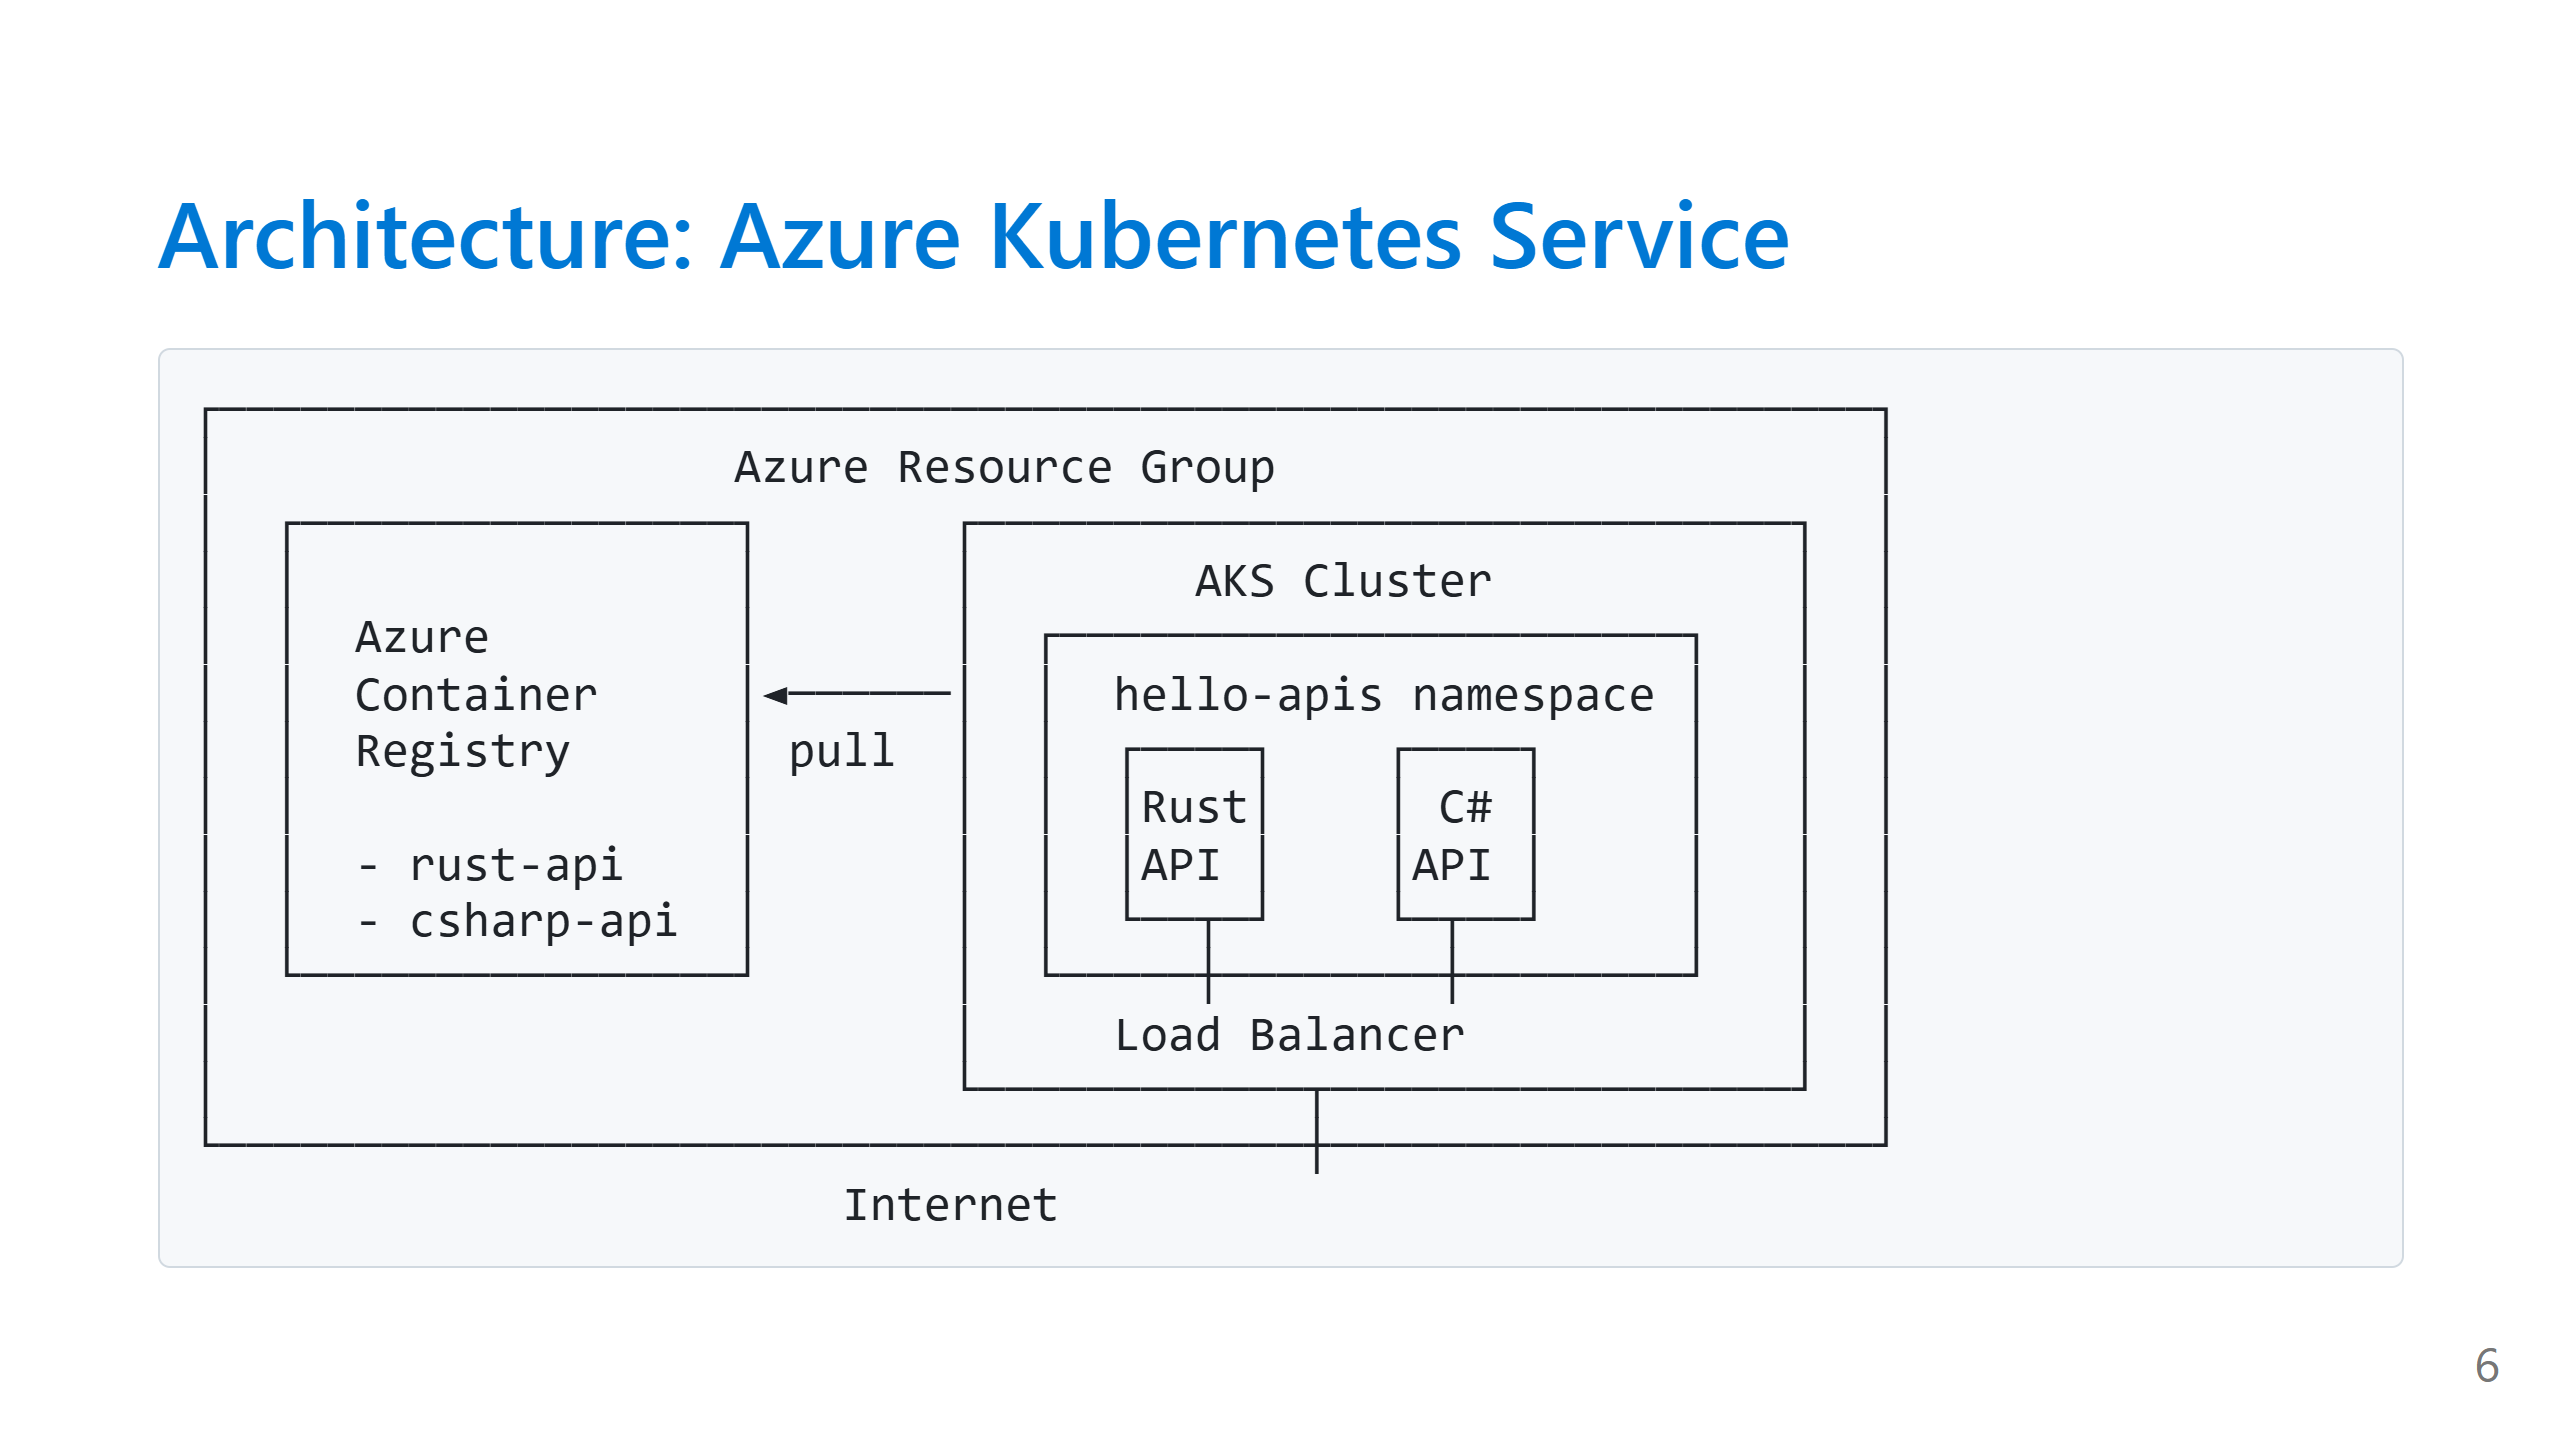 Architecture: Azure Kubernetes Service
Azure Resource Group
AKS Cluster
Azure
Container
Registry
- rust-api
- csharp-api
pull
hello-apis namespace
Rust
API
C#
API
Load Balancer
Internet
6